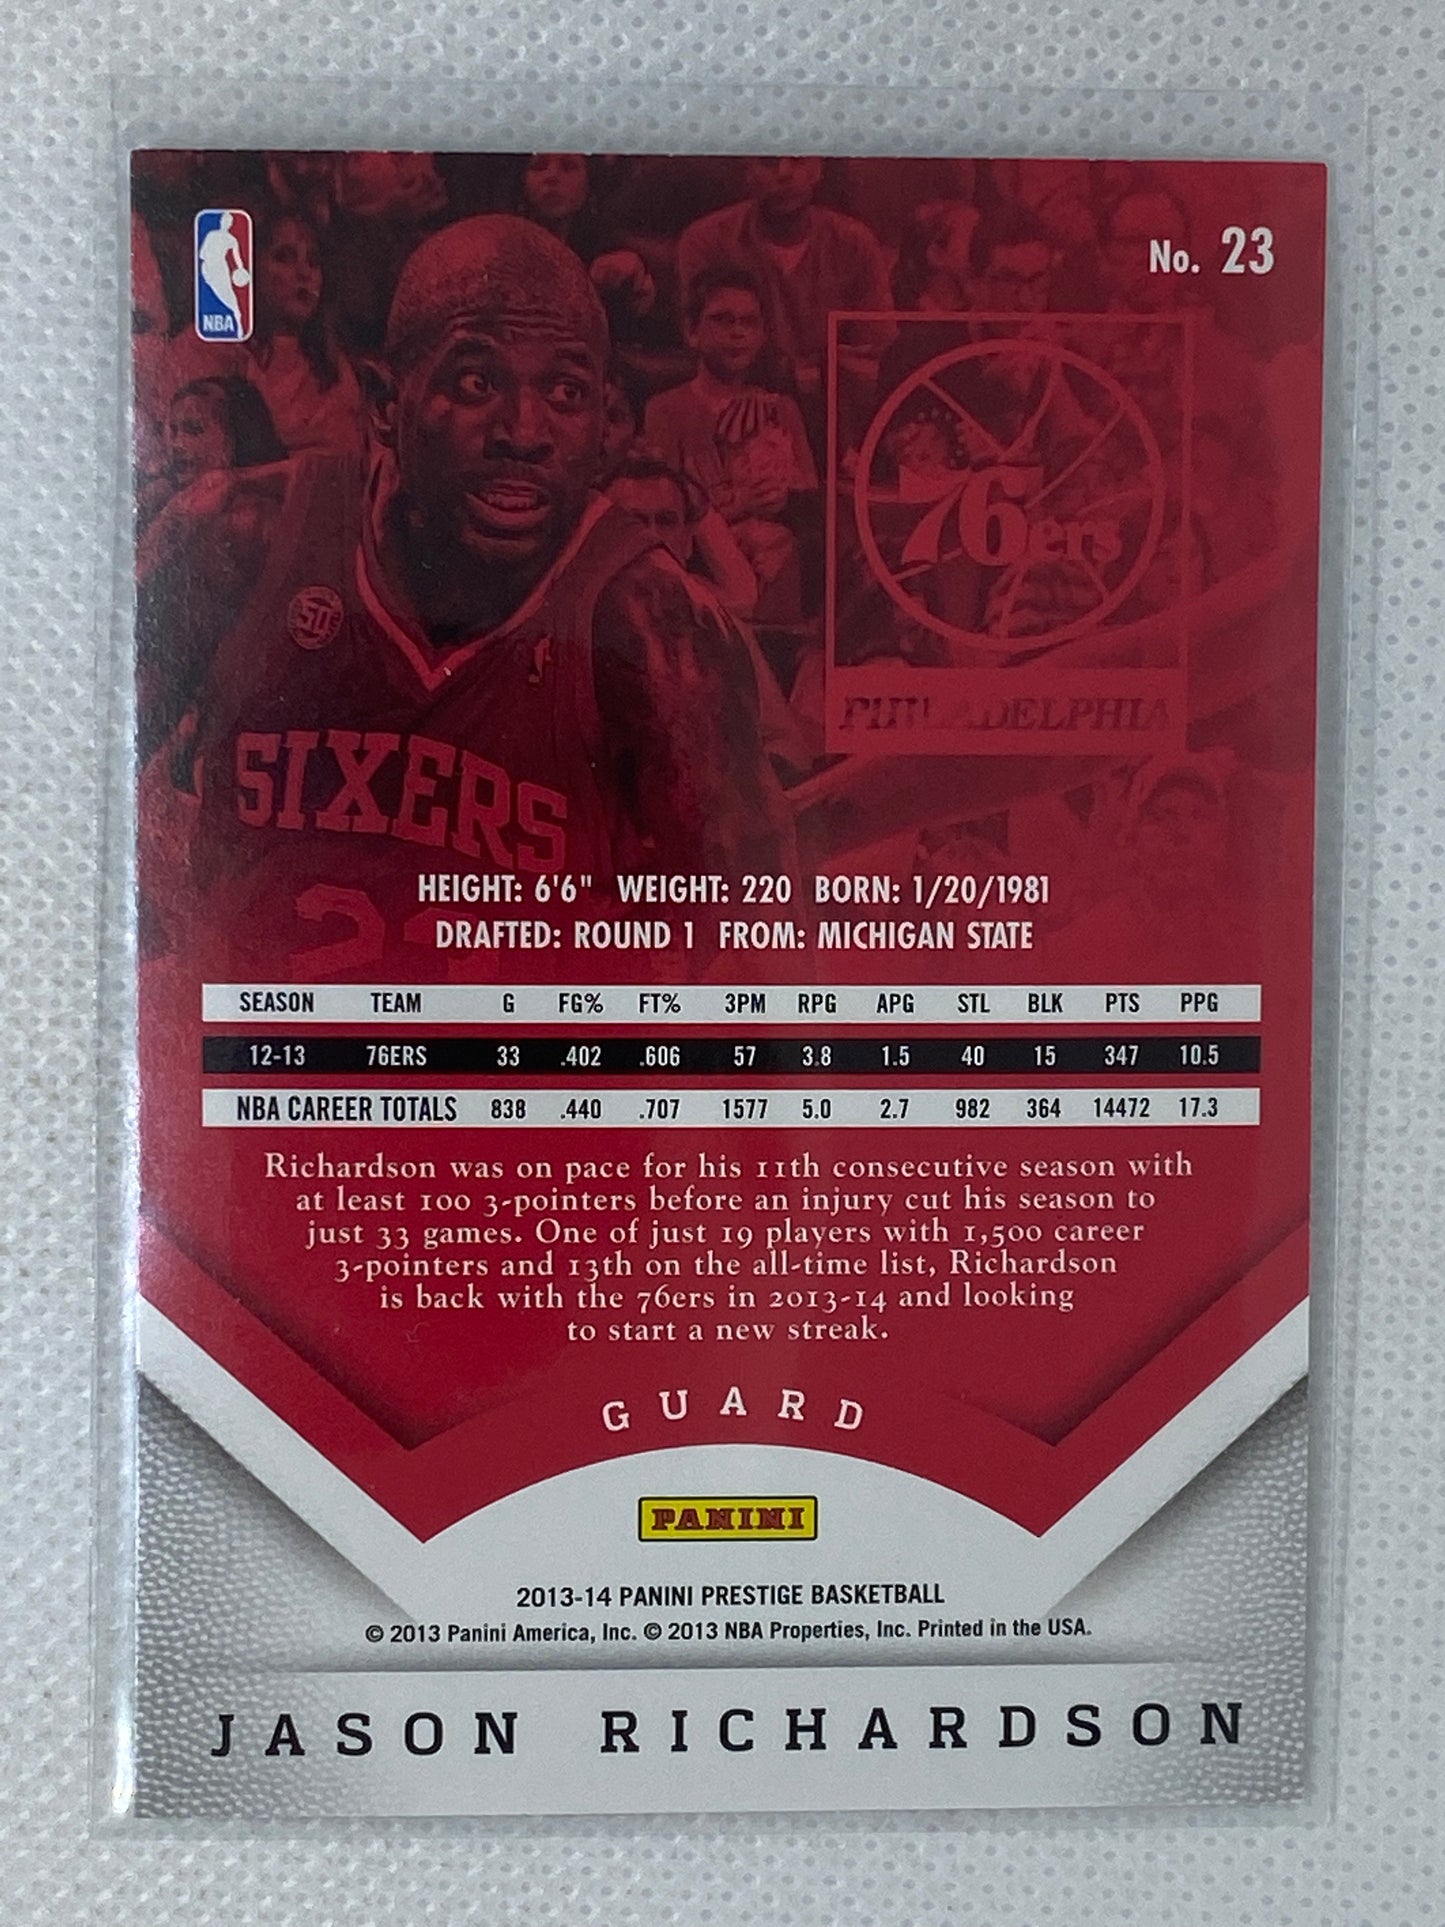 NBA
No. 23
76ers
PHILADELPHIA
50
SIXERS
HEIGHT: 6'6" WEIGHT: 220 BORN: 1/20/1981
DRAFTED: ROUND 1 FROM: MICHIGAN STATE
SEASON TEAM G FG% FT% 3PM RPG APG STL BLK PTS PPG
12-13 76ERS 33 .402 .606 57 3.8 1.5 40 15 347 10.5
NBA CAREER TOTALS 838 .440 .707 1577 5.0 2.7 982 364 14472 17.3
Richardson was on pace for his 11th consecutive season with
at least 100 3-pointers before an injury cut his season to
just 33 games. One of just 19 players with 1,500 career
3-pointers and 13th on the all-time list, Richardson
is back with the 76ers in 2013-14 and looking
to start a new streak.
GUARD
PANINI
2013-14 PANINI PRESTIGE BASKETBALL
© 2013 Panini America, Inc. © 2013 NBA Properties, Inc. Printed in the USA.
JASON RICHARDSON